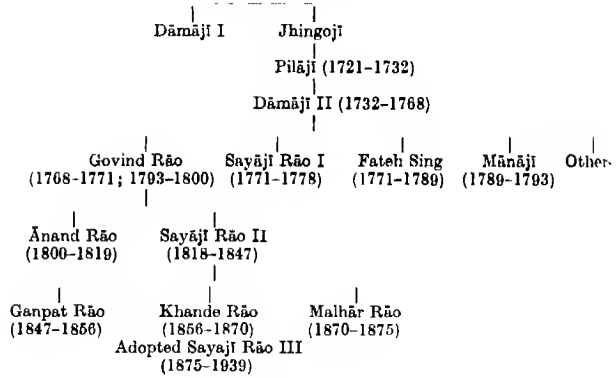 Dāmājī I Jhingojī
Pilājī (1721–1732)
Dāmājī II (1732–1768)
Govind Rāo Sayājī Rāo I Fateh Sing Mānājī Other
(1768–1771; 1793–1800) (1771–1778) (1771–1789) (1789–1793)
Ānand Rāo Sayājī Rāo II
(1800–1819) (1818–1847)
Ganpat Rāo Khande Rāo Malhār Rāo
(1847–1856) (1856–1870) (1870–1875)
Adopted Sayajī Rāo III
(1875–1939)